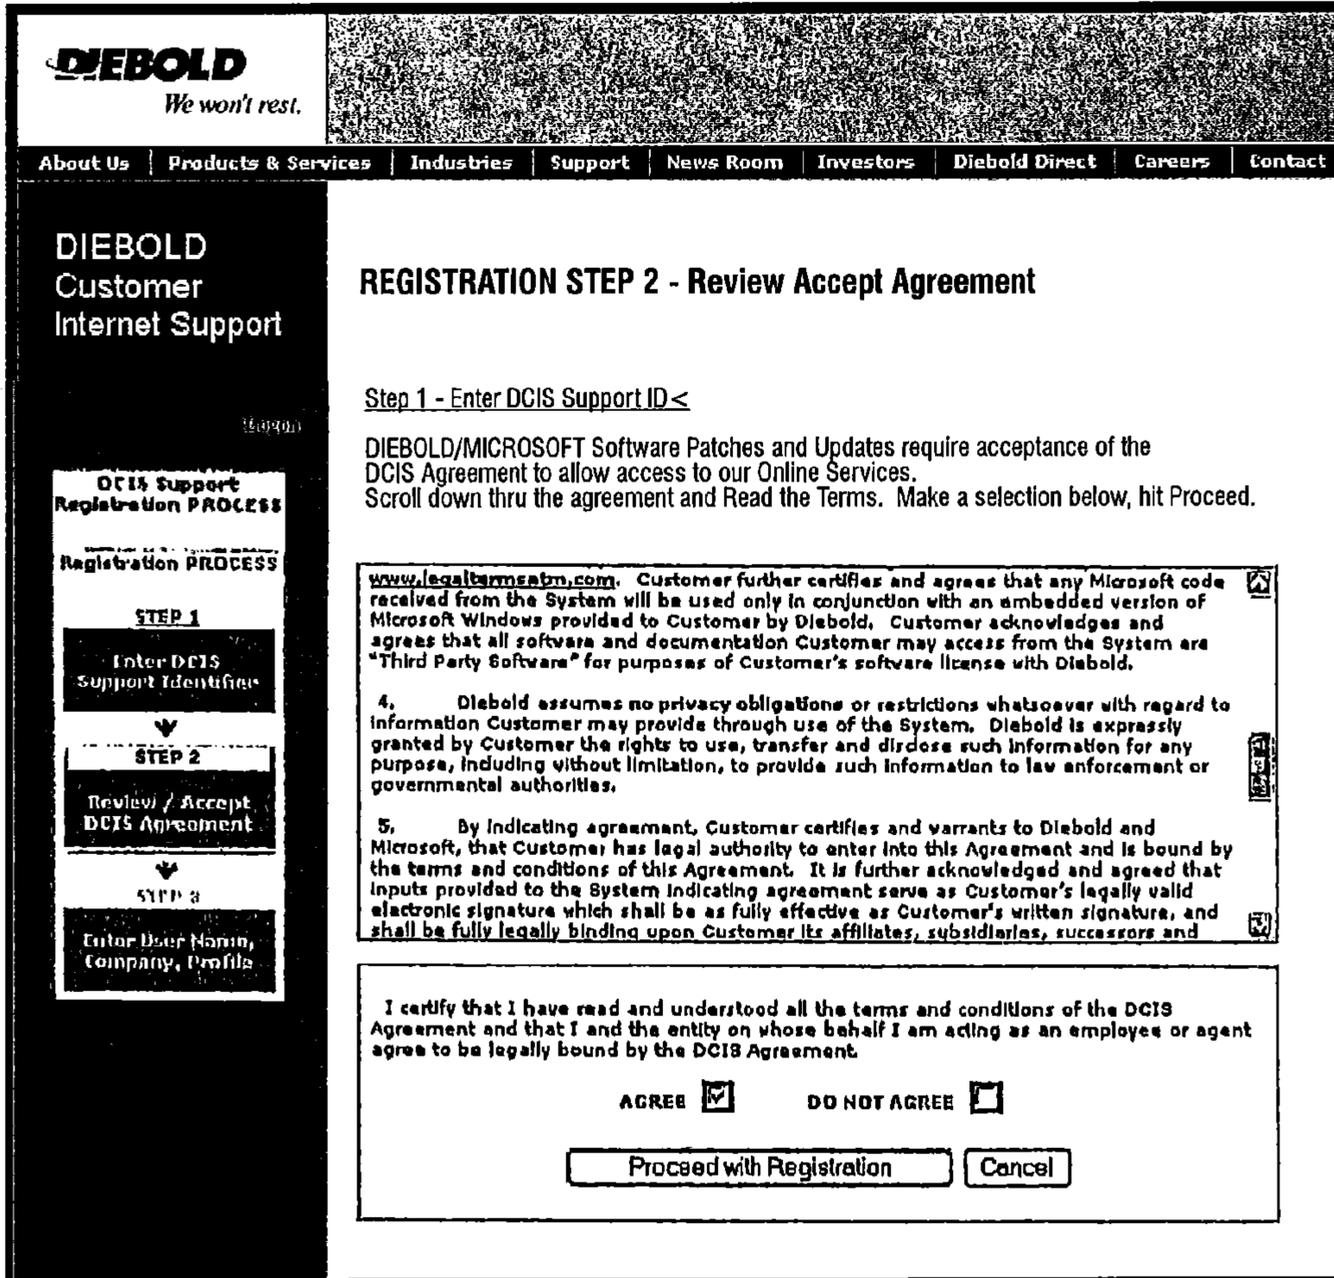 DIEBOLD
We won't rest.
About Us | Products & Services | Industries | Support | News Room | Investors | Diebold Direct | Careers | Contact
DIEBOLD
Customer
Internet Support
REGISTRATION STEP 2 - Review Accept Agreement
Step 1 - Enter DCIS Support ID<
DIEBOLD/MICROSOFT Software Patches and Updates require acceptance of the
DCIS Agreement to allow access to our Online Services.
Scroll down thru the agreement and Read the Terms. Make a selection below, hit Proceed.
DCIS Support
Registration PROCESS
Registration PROCESS
STEP 1
Enter DCIS
Support Identifier
STEP 2
Review / Accept
DCIS Agreement
STEP 3
Enter User Name,
Company, Profile
www.legaltermsatm.com. Customer further certifies and agrees that any Microsoft code
received from the System will be used only in conjunction with an embedded version of
Microsoft Windows provided to Customer by Diebold. Customer acknowledges and
agrees that all software and documentation Customer may access from the System are
"Third Party Software" for purposes of Customer's software license with Diebold.
4. Diebold assumes no privacy obligations or restrictions whatsoever with regard to
information Customer may provide through use of the System. Diebold is expressly
granted by Customer the rights to use, transfer and disclose such information for any
purpose, including without limitation, to provide such information to law enforcement or
governmental authorities.
5. By indicating agreement, Customer certifies and warrants to Diebold and
Microsoft, that Customer has legal authority to enter into this Agreement and is bound by
the terms and conditions of this Agreement. It is further acknowledged and agreed that
inputs provided to the System indicating agreement serve as Customer's legally valid
electronic signature which shall be as fully effective as Customer's written signature, and
shall be fully legally binding upon Customer its affiliates, subsidiaries, successors and
I certify that I have read and understood all the terms and conditions of the DCIS
Agreement and that I and the entity on whose behalf I am acting as an employee or agent
agree to be legally bound by the DCIS Agreement.
AGREE DO NOT AGREE
Proceed with Registration Cancel